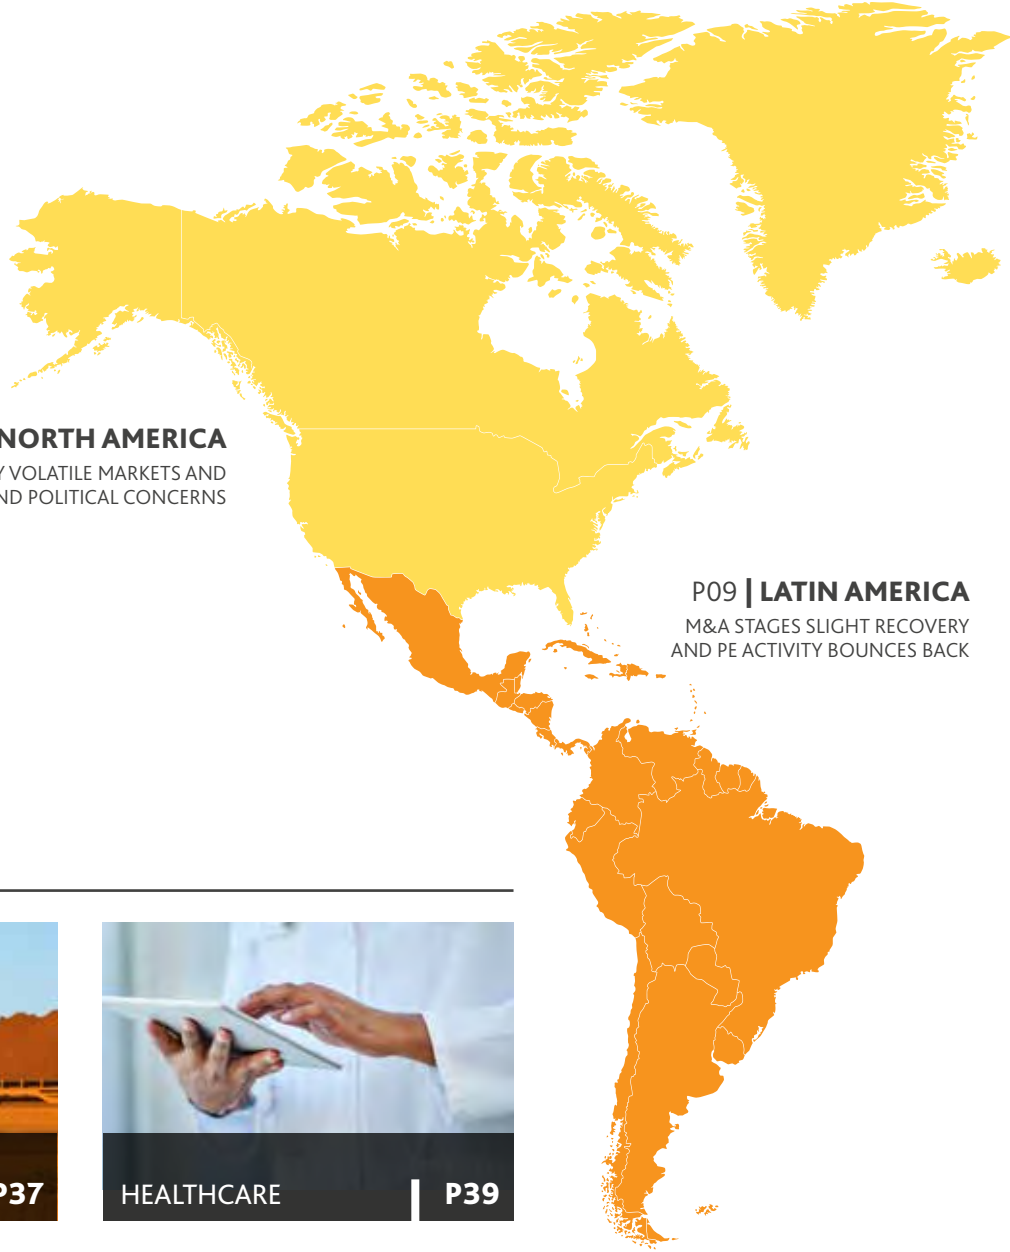 NORTH AMERICA
VOLATILE MARKETS AND
POLITICAL CONCERNS
P09 | LATIN AMERICA
M&A STAGES SLIGHT RECOVERY
AND PE ACTIVITY BOUNCES BACK
P37
HEALTHCARE | P39